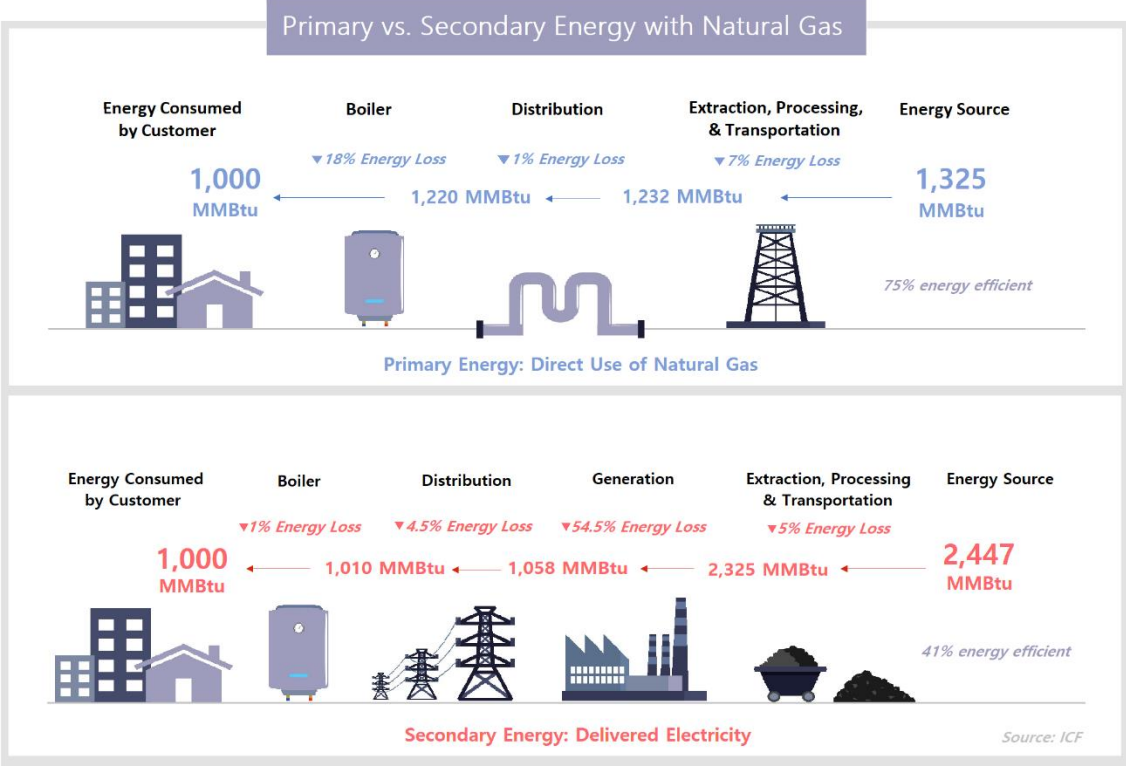 Primary vs. Secondary Energy with Natural Gas
Energy Consumed
by Customer
Boiler
Distribution
Extraction, Processing,
& Transportation
Energy Source
▼18% Energy Loss
▼1% Energy Loss
▼7% Energy Loss
1,000
MMBtu
1,220 MMBtu
1,232 MMBtu
1,325
MMBtu
75% energy efficient
Primary Energy: Direct Use of Natural Gas
Energy Consumed
by Customer
Boiler
Distribution
Generation
Extraction, Processing
& Transportation
Energy Source
▼1% Energy Loss
▼4.5% Energy Loss
▼54.5% Energy Loss
▼5% Energy Loss
1,000
MMBtu
1,010 MMBtu
1,058 MMBtu
2,325 MMBtu
2,447
MMBtu
41% energy efficient
Secondary Energy: Delivered Electricity
Source: ICF